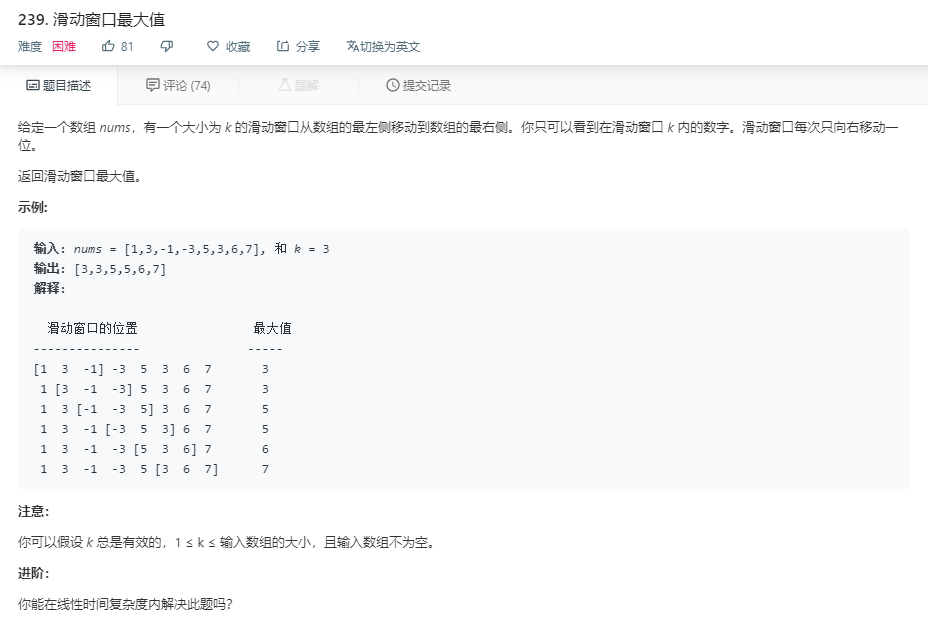 239. 滑动窗口最大值
难度 困难 81 收藏 分享 切换为英文
题目描述 评论 (74) 题解 提交记录
给定一个数组 nums，有一个大小为 k 的滑动窗口从数组的最左侧移动到数组的最右侧。你只可以看到在滑动窗口 k 内的数字。滑动窗口每次只向右移动一
位。
返回滑动窗口最大值。
示例:
输入: nums = [1,3,-1,-3,5,3,6,7], 和 k = 3
输出: [3,3,5,5,6,7]
解释:
滑动窗口的位置 最大值
--------------- -----
[1 3 -1] -3 5 3 6 7 3
1 [3 -1 -3] 5 3 6 7 3
1 3 [-1 -3 5] 3 6 7 5
1 3 -1 [-3 5 3] 6 7 5
1 3 -1 -3 [5 3 6] 7 6
1 3 -1 -3 5 [3 6 7] 7
注意：
你可以假设 k 总是有效的，1 ≤ k ≤ 输入数组的大小，且输入数组不为空。
进阶：
你能在线性时间复杂度内解决此题吗？